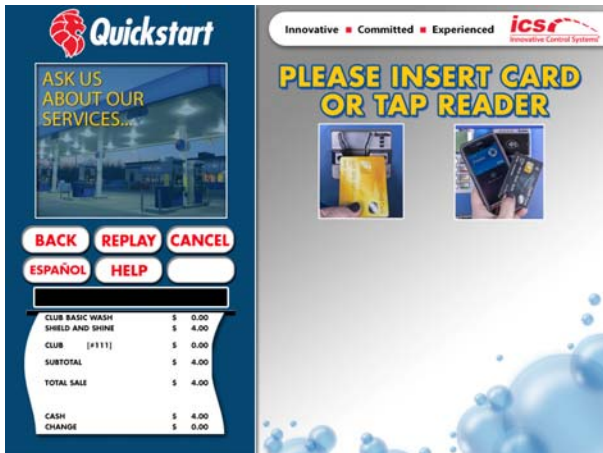 Quickstart
ASK US
ABOUT OUR
SERVICES...
BACK REPLAY CANCEL
ESPAÑOL HELP
CLUB BASIC WASH $ 0.00
SHIELD AND SHINE $ 4.00
CLUB [#111] $ 0.00
SUBTOTAL $ 4.00
TOTAL SALE $ 4.00
CASH $ 4.00
CHANGE $ 0.00
Innovative ■ Committed ■ Experienced
ics
Innovative Control Systems
PLEASE INSERT CARD
OR TAP READER